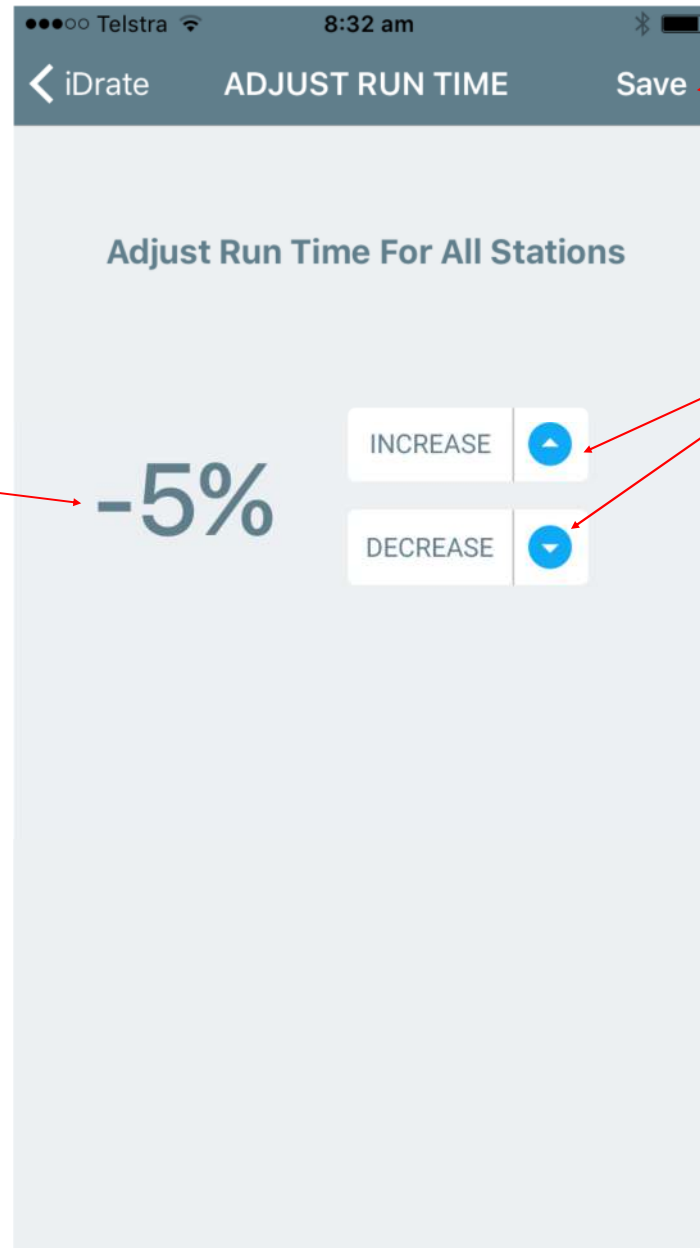 Telstra 8:32 am
iDrate ADJUST RUN TIME Save
Adjust Run Time For All Stations
INCREASE
-5%
DECREASE